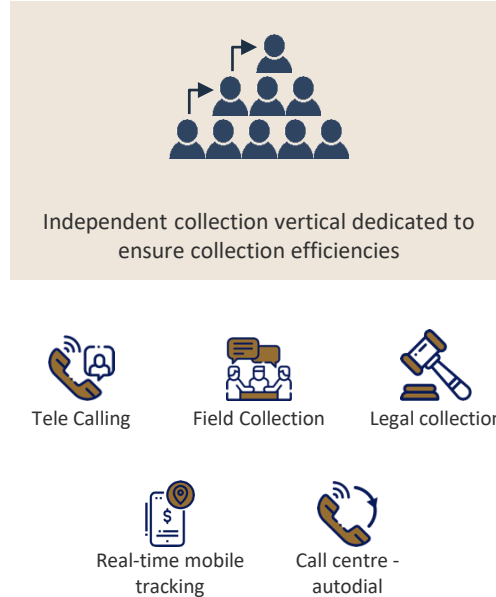 Independent collection vertical dedicated to
ensure collection efficiencies
Tele Calling
Field Collection
Legal collection
$
Real-time mobile
tracking
Call centre -
autodial